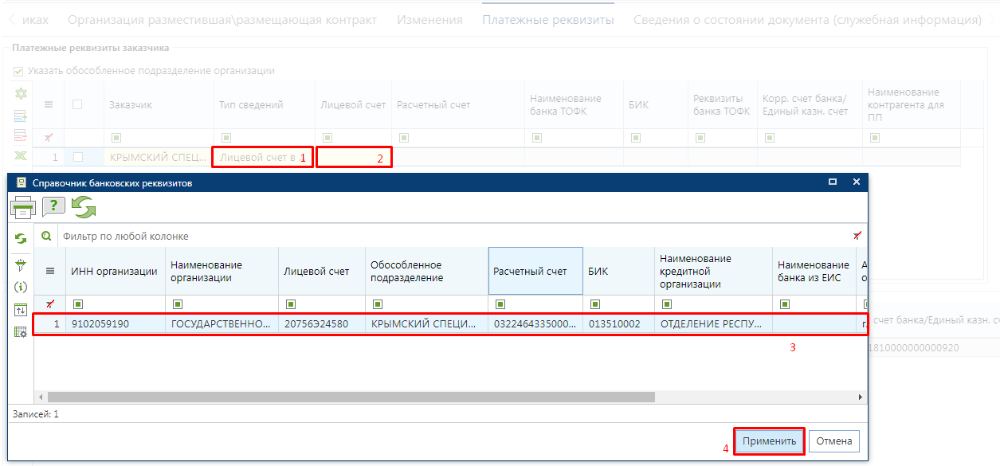 иках Организация разместившая\размещающая контракт Изменения Платежные реквизиты Сведения о состоянии документа (служебная информация)
Платежные реквизиты заказчика
Указать обособленное подразделение организации
Заказчик Тип сведений Лицевой счет Расчетный счет Наименование банка ТОФК БИК Реквизиты банка ТОФК Корр. счет банка/Единый казн. счет Наименование контрагента для ПП
1 КРЫМСКИЙ СПЕЦ... Лицевой счет в 1 2
Справочник банковских реквизитов
?
Фильтр по любой колонке
ИНН организации Наименование организации Лицевой счет Обособленное подразделение Расчетный счет БИК Наименование кредитной организации Наименование банка из ЕИС А
о
1 9102059190 ГОСУДАРСТВЕННО... 20756Э24580 КРЫМСКИЙ СПЕЦИ... 0322464335000... 013510002 ОТДЕЛЕНИЕ РЕСПУ... г.
счет банка/Единый казн. сч
3
1810000000000920
Записей: 1
4 Применить Отмена